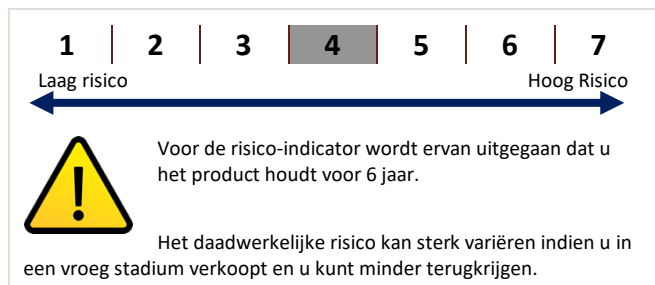 1 2 3 4 5 6 7
Laag risico Hoog Risico
Voor de risico-indicator wordt ervan uitgegaan dat u
het product houdt voor 6 jaar.
Het daadwerkelijke risico kan sterk variëren indien u in
een vroeg stadium verkoopt en u kunt minder terugkrijgen.